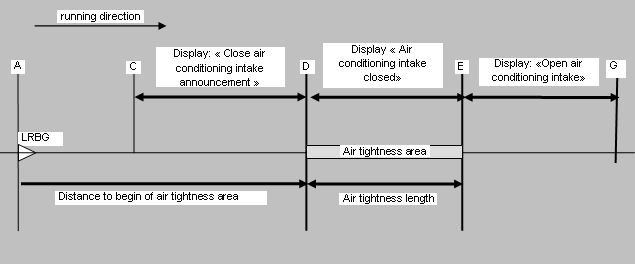 running direction
A
C
Display: « Close air
conditioning intake
announcement »
D
Display « Air
conditioning intake
closed»
E
Display: «Open air
conditioning intake»
G
LRBG
Air tightness area
Distance to begin of air tightness area
Air tightness length